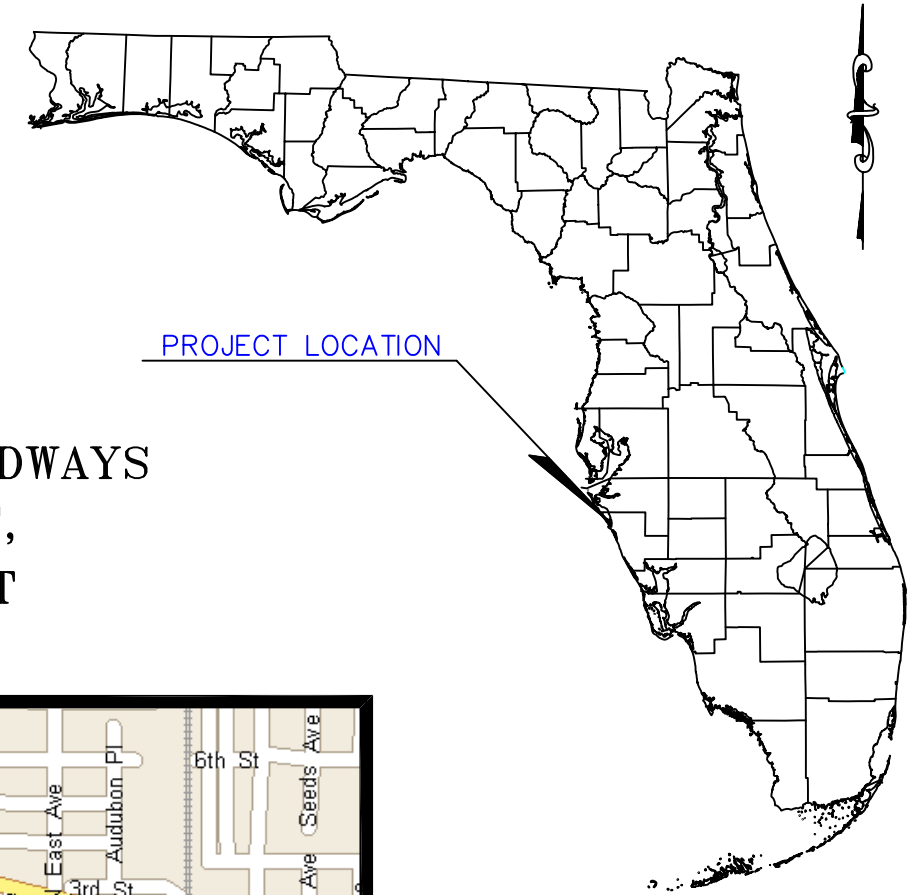 PROJECT LOCATION
DWAYS
,
T
6th St
Seeds Ave
East Ave
Audubon Pl
Ave
3rd St